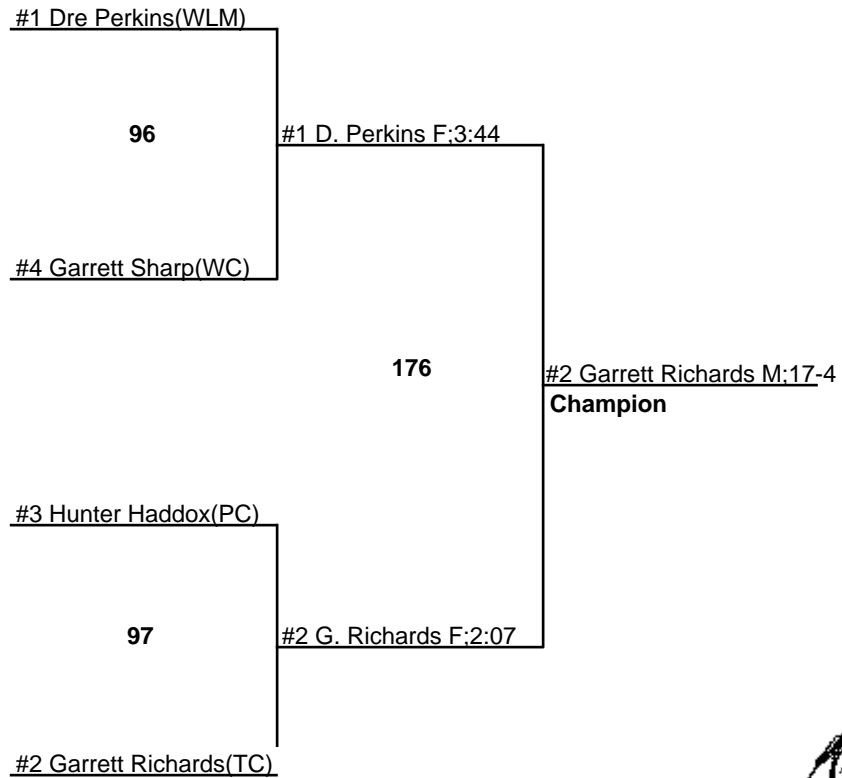 #1 Dre Perkins(WLM)
96
#1 D. Perkins F;3:44
#4 Garrett Sharp(WC)
176
#2 Garrett Richards M;17-4
Champion
#3 Hunter Haddox(PC)
97
#2 G. Richards F;2:07
#2 Garrett Richards(TC)